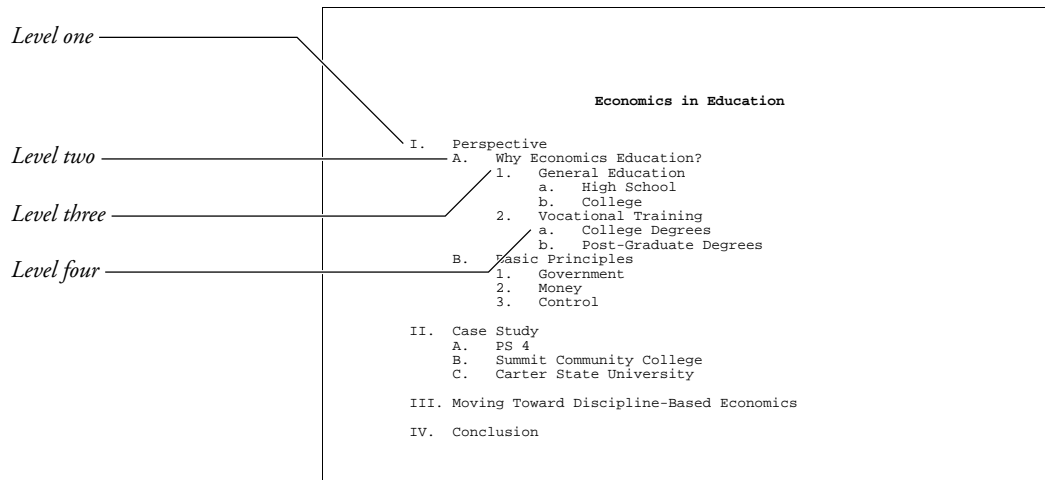 Level one
Economics in Education
I. Perspective
Level two
A. Why Economics Education?
1. General Education
a. High School
b. College
Level three
2. Vocational Training
a. College Degrees
b. Post-Graduate Degrees
Level four
B. Basic Principles
1. Government
2. Money
3. Control
II. Case Study
A. PS 4
B. Summit Community College
C. Carter State University
III. Moving Toward Discipline-Based Economics
IV. Conclusion